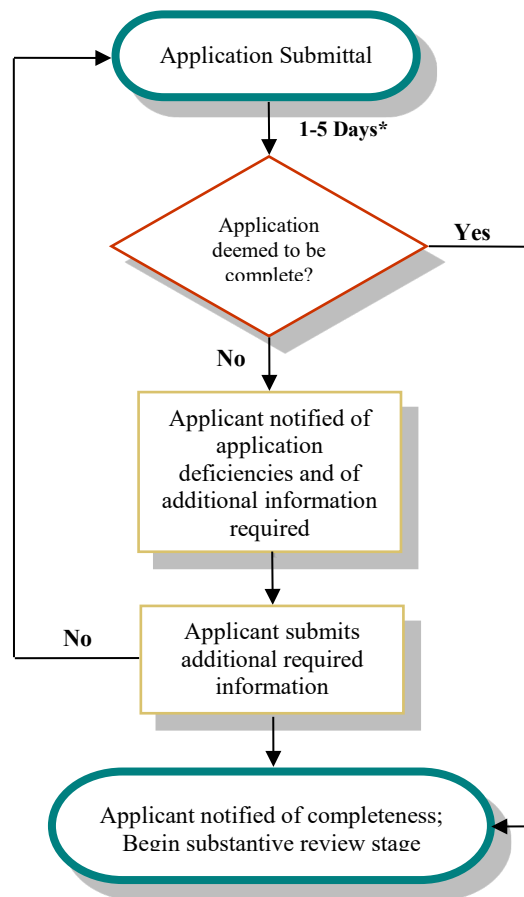 Application Submittal
1-5 Days*
Application
deemed to be
complete?
Yes
No
Applicant notified of
application
deficiencies and of
additional information
required
No
Applicant submits
additional required
information
Applicant notified of completeness;
Begin substantive review stage